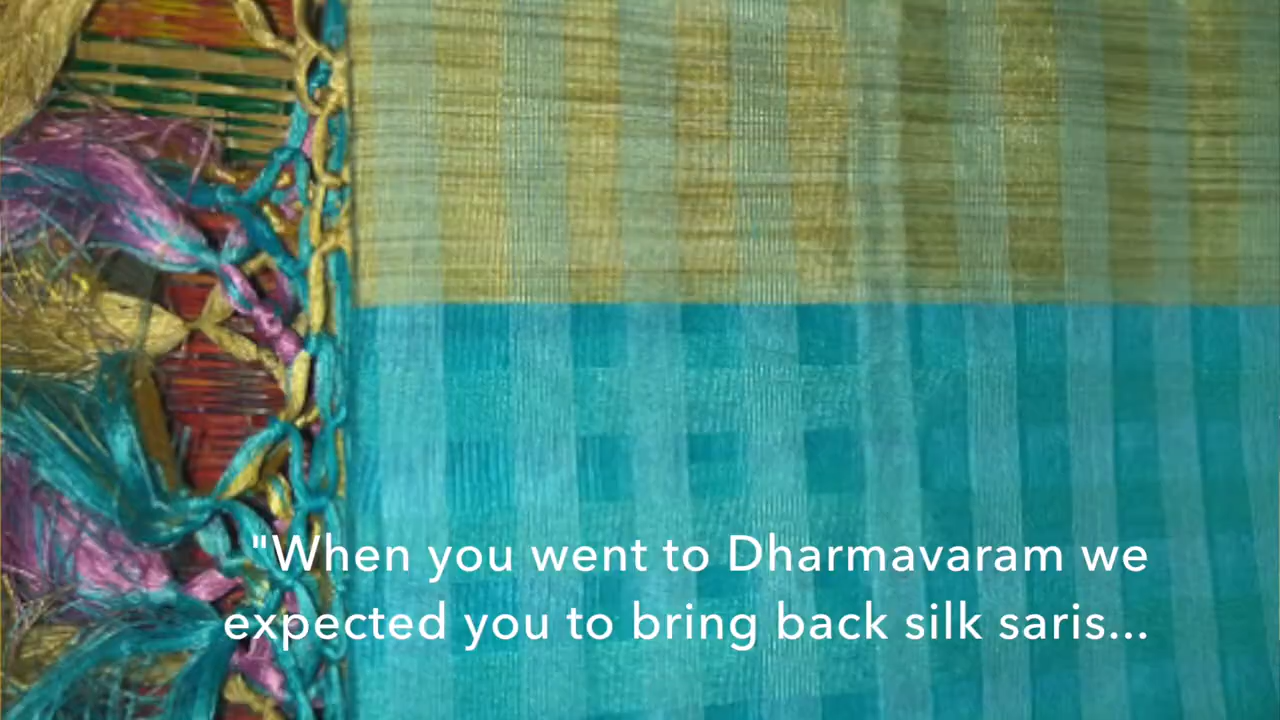 "When you went to Dharmavaram we
expected you to bring back silk saris...